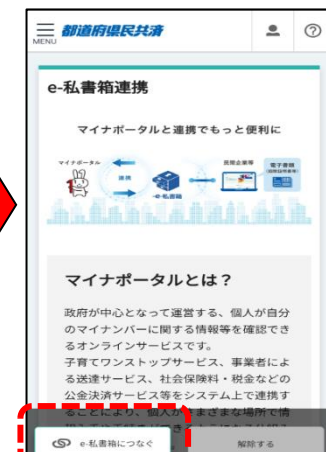 MENU
都道府県民共済
e-私書箱連携
マイナポータルと連携でもっと便利に
マイナポータル
連携
e-私書箱
民間企業等
電子書類
マイナポータルとは？
政府が中心となって運営する、個人が自分
のマイナンバーに関する情報等を確認でき
るオンラインサービスです。
子育てワンストップサービス、事業者によ
る送達サービス、社会保険料・税金などの
公金決済サービス等をシステム上で連携す
ることにより、個人がさまざまな場所で情
e-私書箱につなぐ
解除する